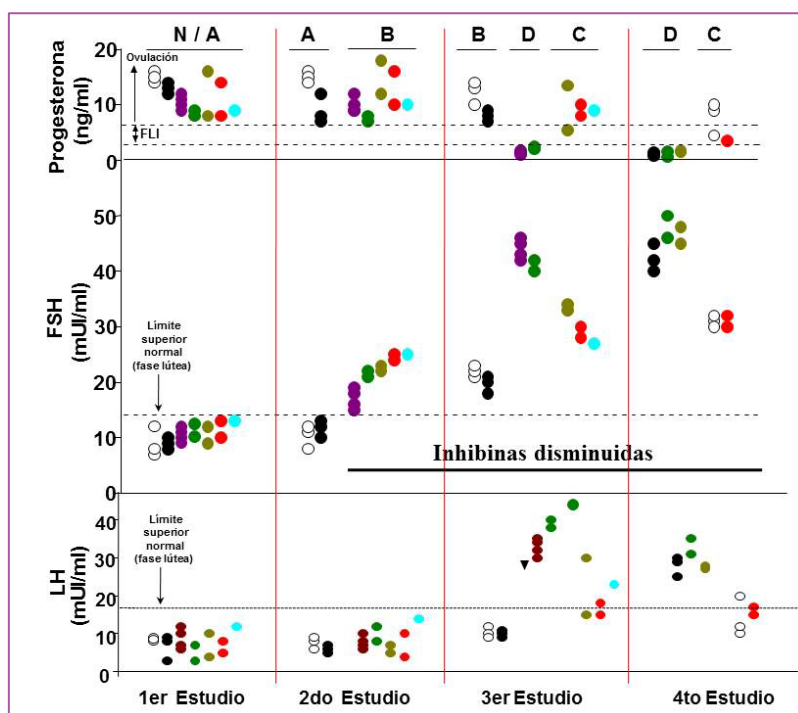 N / A
A
B
B
D
C
D
C
Progesterona
(ng/ml)
20
10
0
Ovulación
FLI
FSH
(mUI/ml)
50
40
30
20
10
0
Límite
superior
normal
(fase lútea)
Inhibinas disminuidas
LH
(mUI/ml)
40
30
20
10
0
Límite
superior
normal
(fase lútea)
1er Estudio
2do Estudio
3er Estudio
4to Estudio